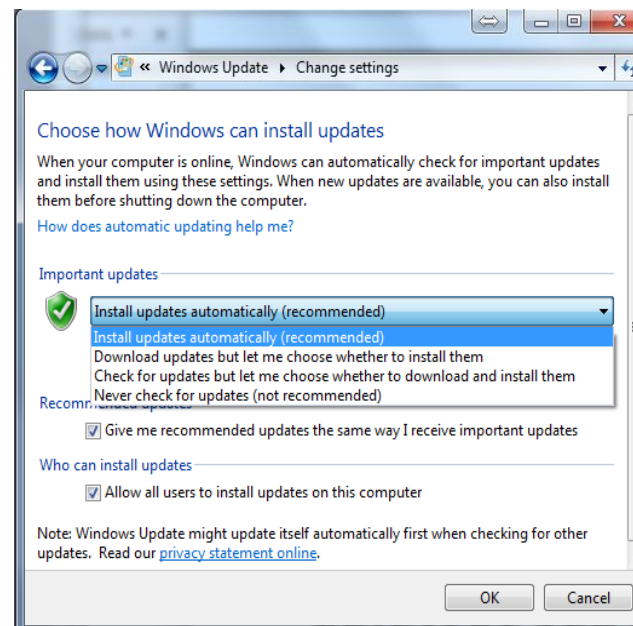 « Windows Update ▸ Change settings
Choose how Windows can install updates
When your computer is online, Windows can automatically check for important updates
and install them using these settings. When new updates are available, you can also install
them before shutting down the computer.
How does automatic updating help me?
Important updates
Install updates automatically (recommended)
Install updates automatically (recommended)
Download updates but let me choose whether to install them
Check for updates but let me choose whether to download and install them
Never check for updates (not recommended)
Recommended updates
Give me recommended updates the same way I receive important updates
Who can install updates
Allow all users to install updates on this computer
Note: Windows Update might update itself automatically first when checking for other
updates. Read our privacy statement online.
OK Cancel